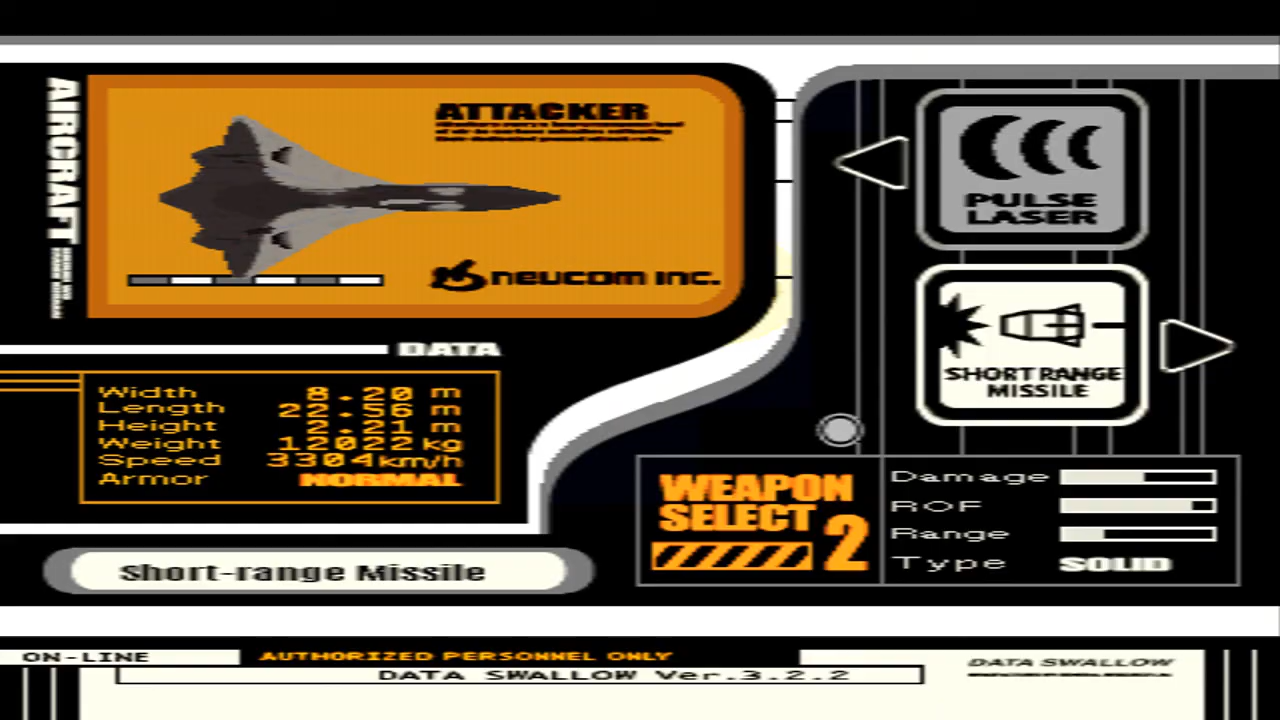 AIRCRAFT
ATTACKER
neucom inc.
DATA
Width 8.20 m
Length 22.56 m
Height 2.21 m
Weight 12022 kg
Speed 3304km/h
Armor NORMAL
Short-range Missile
PULSE
LASER
SHORT RANGE
MISSILE
WEAPON
SELECT 2
Damage
ROF
Range
Type SOLID
ON-LINE
AUTHORIZED PERSONNEL ONLY
DATA SWALLOW Ver.3.2.2
DATA SWALLOW